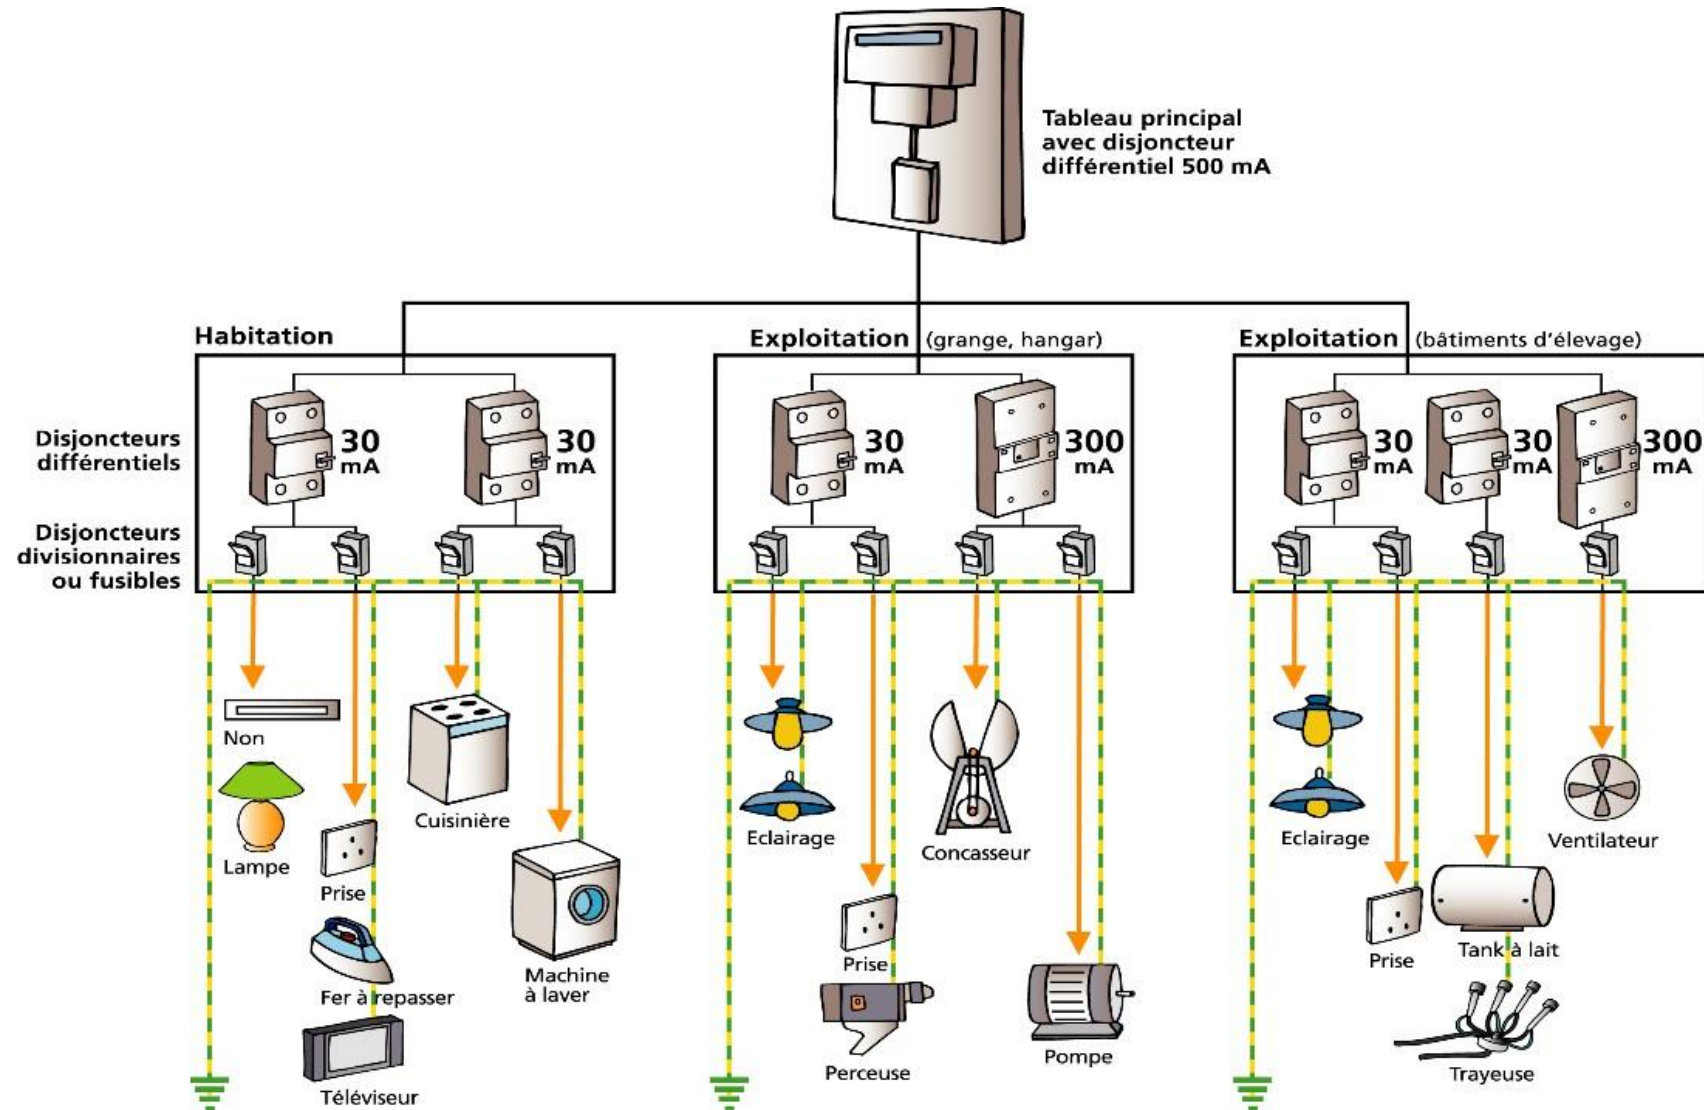 Tableau principal
avec disjoncteur
différentiel 500 mA
Habitation
Exploitation (grange, hangar)
Exploitation (bâtiments d'élevage)
Disjoncteurs
différentiels
30
mA
30
mA
30
mA
300
mA
30
mA
30
mA
300
mA
Disjoncteurs
divisionnaires
ou fusibles
Non
Lampe
Prise
Fer à repasser
Téléviseur
Cuisinière
Machine
à laver
Eclairage
Prise
Perceuse
Concasseur
Pompe
Eclairage
Prise
Tank à lait
Trayeuse
Ventilateur